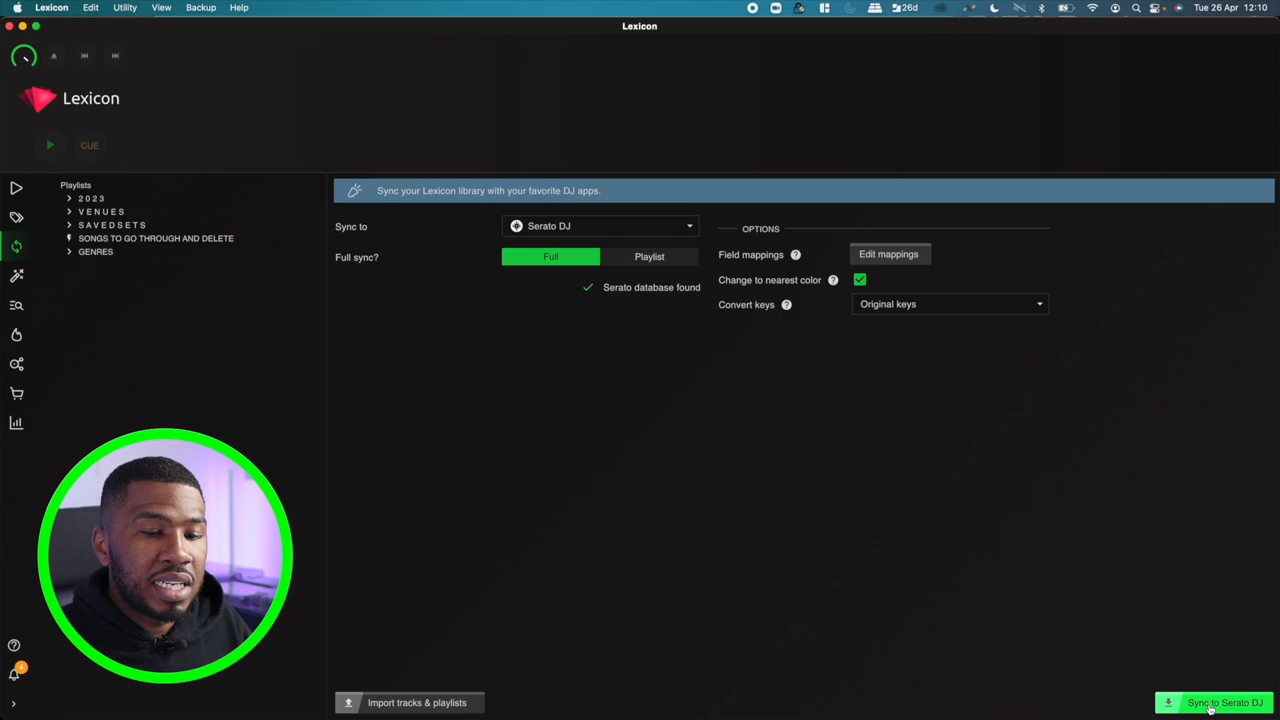 Lexicon Edit Utility View Backup Help
26d
Tue 26 Apr 12:10
Lexicon
Lexicon
CUE
Playlists
2023
VENUES
SAVEDSETS
SONGS TO GO THROUGH AND DELETE
GENRES
Sync your Lexicon library with your favorite DJ apps.
Sync to
Serato DJ
Full sync?
Full
Playlist
Serato database found
OPTIONS
Field mappings
Edit mappings
Change to nearest color
Convert keys
Original keys
4
Import tracks & playlists
Sync to Serato DJ